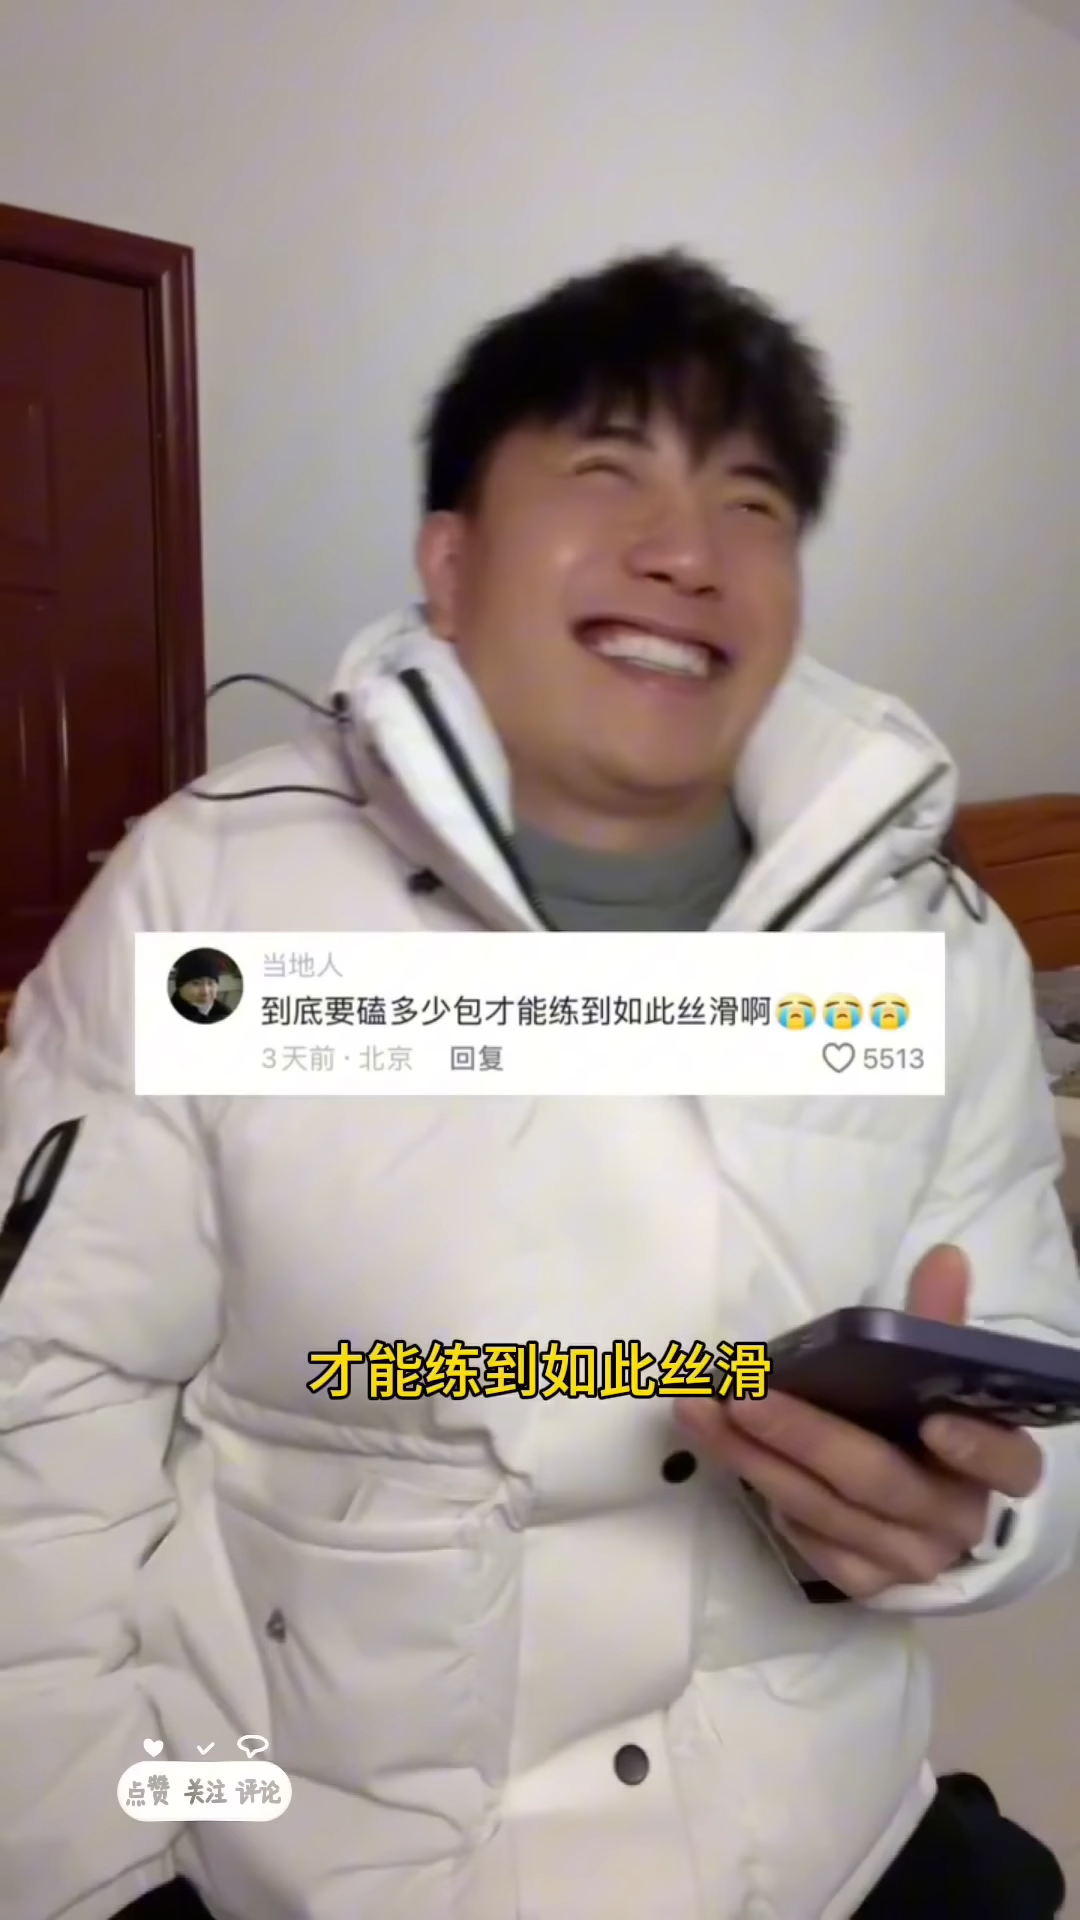 当地人
到底要磕多少包才能练到如此丝滑啊😭😭😭
3天前·北京 回复 5513
才能练到如此丝滑
点赞 关注 评论